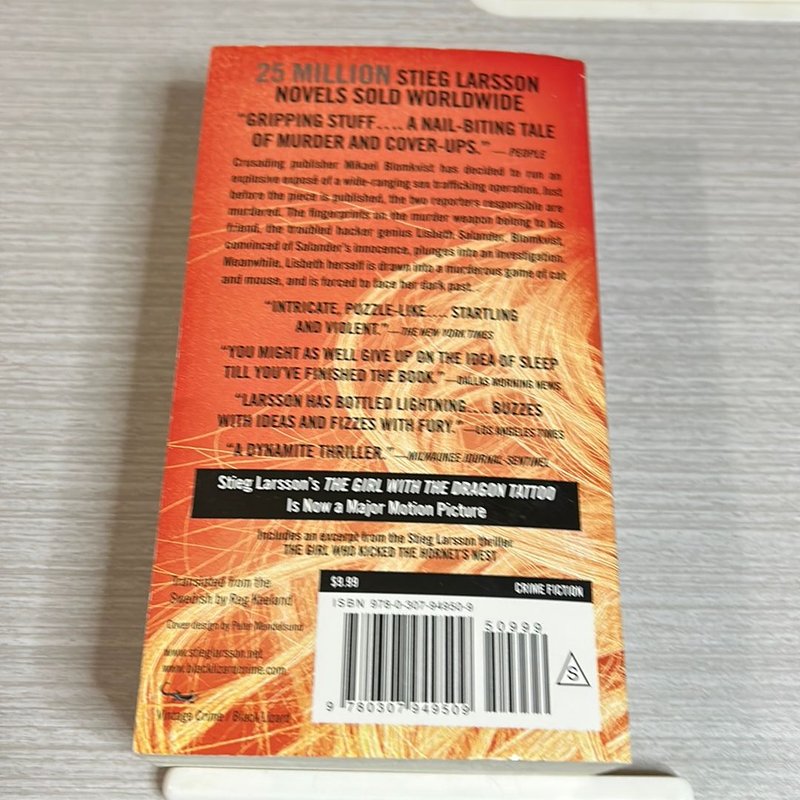 25 MILLION STIEG LARSSON
NOVELS SOLD WORLDWIDE
“GRIPPING STUFF.... A NAIL-BITING TALE
OF MURDER AND COVER-UPS.” —PEOPLE
Crusading publisher Mikael Blomkvist has decided to run an
explosive exposé of a wide-ranging sex trafficking operation. Just
before the piece is published, the two reporters responsible are
murdered. The fingerprints on the murder weapon belong to his
friend, the troubled hacker genius Lisbeth Salander. Blomkvist,
convinced of Salander's innocence, plunges into an investigation.
Meanwhile, Lisbeth herself is drawn into a murderous game of cat
and mouse, and is forced to face her dark past.
“INTRICATE, PUZZLE-LIKE.... STARTLING
AND VIOLENT.” —THE NEW YORK TIMES
“YOU MIGHT AS WELL GIVE UP ON THE IDEA OF SLEEP
TILL YOU'VE FINISHED THE BOOK.” —DALLAS MORNING NEWS
“LARSSON HAS BOTTLED LIGHTNING.... BUZZES
WITH IDEAS AND FIZZES WITH FURY.” —LOS ANGELES TIMES
“A DYNAMITE THRILLER.” —MILWAUKEE JOURNAL-SENTINEL
Stieg Larsson's THE GIRL WITH THE DRAGON TATTOO
Is Now a Major Motion Picture
Includes an excerpt from the Stieg Larsson thriller
THE GIRL WHO KICKED THE HORNET'S NEST
Translated from the
Swedish by Reg Keeland
Cover design by Peter Mendelsund
www.stieglarsson.net
www.blacklizardcrime.com
Vintage Crime / Black Lizard
$9.99
CRIME FICTION
ISBN 978-0-307-94950-9
50999
9 780307 949509
S